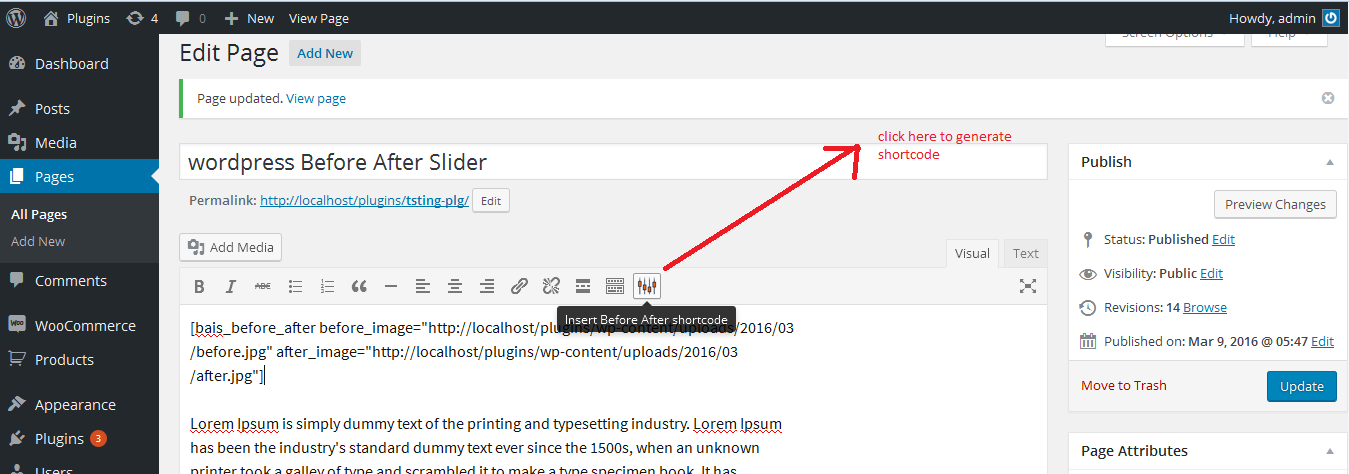 Plugins 4 0 New View Page Howdy, admin
Dashboard
Posts
Media
Pages
All Pages
Add New
Comments
WooCommerce
Products
Appearance
Plugins 3
Users
Edit Page Add New
Screen Options Help
Page updated. View page
click here to generate
shortcode
wordpress Before After Slider
Permalink: http://localhost/plugins/tsting-plg/ Edit
Add Media
Visual Text
B I ABC
Insert Before After shortcode
[bais_before_after before_image="http://localhost/plugins/wp-content/uploads/2016/03
/before.jpg" after_image="http://localhost/plugins/wp-content/uploads/2016/03
/after.jpg"]
Lorem Ipsum is simply dummy text of the printing and typesetting industry. Lorem Ipsum
has been the industry's standard dummy text ever since the 1500s, when an unknown
printer took a galley of type and scrambled it to make a type specimen book. It has
Publish
Preview Changes
Status: Published Edit
Visibility: Public Edit
Revisions: 14 Browse
Published on: Mar 9, 2016 @ 05:47 Edit
Move to Trash Update
Page Attributes